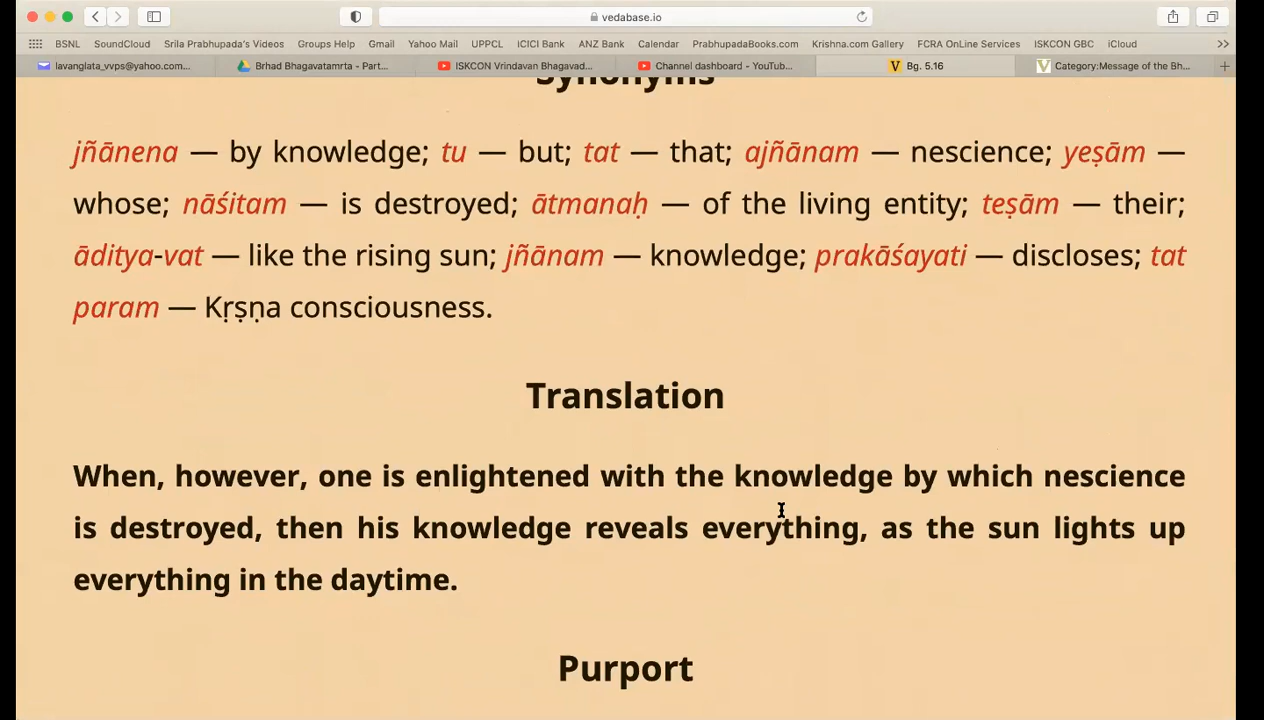 vedabase.io
BSNL SoundCloud Srila Prabhupada's Videos Groups Help Gmail Yahoo Mail UPPCL ICICI Bank ANZ Bank Calendar PrabhupadaBooks.com Krishna.com Gallery FCRA OnLine Services ISKCON GBC iCloud
lavanglata_vvps@yahoo.com... Brhad Bhagavatamrta - Part... ISKCON Vrindavan Bhagavad... Channel dashboard - YouTub... Bg. 5.16 Category:Message of the Bh...
Synonyms
jñānena — by knowledge; tu — but; tat — that; ajñānam — nescience; yeṣām —
whose; nāśitam — is destroyed; ātmanaḥ — of the living entity; teṣām — their;
āditya-vat — like the rising sun; jñānam — knowledge; prakāśayati — discloses; tat
param — Kṛṣṇa consciousness.
Translation
When, however, one is enlightened with the knowledge by which nescience
is destroyed, then his knowledge reveals everything, as the sun lights up
everything in the daytime.
Purport